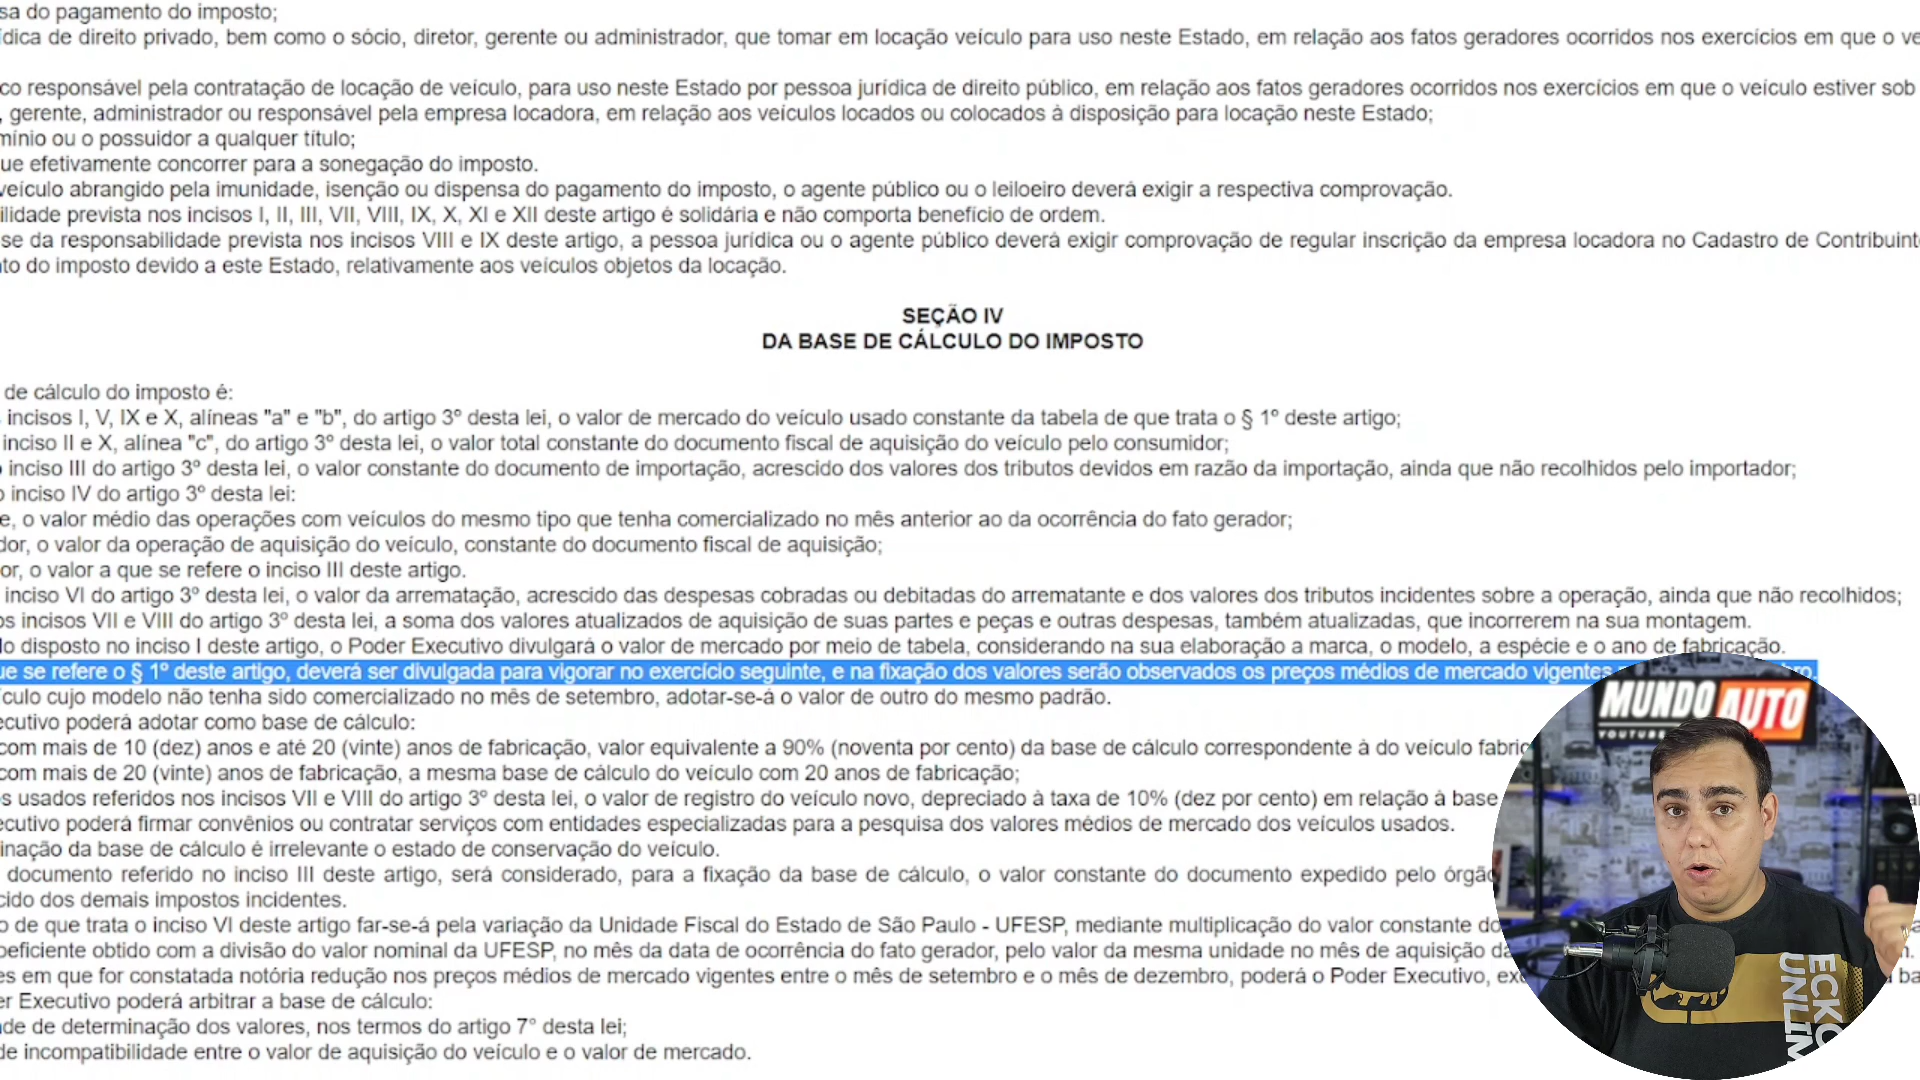 sa do pagamento do imposto;
dica de direito privado, bem como o sócio, diretor, gerente ou administrador, que tomar em locação veículo para uso neste Estado, em relação aos fatos geradores ocorridos nos exercícios em que o ve
co responsável pela contratação de locação de veículo, para uso neste Estado por pessoa jurídica de direito público, em relação aos fatos geradores ocorridos nos exercícios em que o veículo estiver sob
, gerente, administrador ou responsável pela empresa locadora, em relação aos veículos locados ou colocados à disposição para locação neste Estado;
mínio ou o possuidor a qualquer título;
ue efetivamente concorrer para a sonegação do imposto.
veículo abrangido pela imunidade, isenção ou dispensa do pagamento do imposto, o agente público ou o leiloeiro deverá exigir a respectiva comprovação.
ilidade prevista nos incisos I, II, III, VII, VIII, IX, X, XI e XII deste artigo é solidária e não comporta benefício de ordem.
se da responsabilidade prevista nos incisos VIII e IX deste artigo, a pessoa jurídica ou o agente público deverá exigir comprovação de regular inscrição da empresa locadora no Cadastro de Contribuint
to do imposto devido a este Estado, relativamente aos veículos objetos da locação.
SEÇÃO IV
DA BASE DE CÁLCULO DO IMPOSTO
de cálculo do imposto é:
incisos I, V, IX e X, alíneas "a" e "b", do artigo 3º desta lei, o valor de mercado do veículo usado constante da tabela de que trata o § 1º deste artigo;
inciso II e X, alínea "c", do artigo 3º desta lei, o valor total constante do documento fiscal de aquisição do veículo pelo consumidor;
o inciso III do artigo 3º desta lei, o valor constante do documento de importação, acrescido dos valores dos tributos devidos em razão da importação, ainda que não recolhidos pelo importador;
o inciso IV do artigo 3º desta lei:
e, o valor médio das operações com veículos do mesmo tipo que tenha comercializado no mês anterior ao da ocorrência do fato gerador;
dor, o valor da operação de aquisição do veículo, constante do documento fiscal de aquisição;
or, o valor a que se refere o inciso III deste artigo.
inciso VI do artigo 3º desta lei, o valor da arrematação, acrescido das despesas cobradas ou debitadas do arrematante e dos valores dos tributos incidentes sobre a operação, ainda que não recolhidos;
os incisos VII e VIII do artigo 3º desta lei, a soma dos valores atualizados de aquisição de suas partes e peças e outras despesas, também atualizadas, que incorrerem na sua montagem.
do disposto no inciso I deste artigo, o Poder Executivo divulgará o valor de mercado por meio de tabela, considerando na sua elaboração a marca, o modelo, a espécie e o ano de fabricação.
ue se refere o § 1º deste artigo, deverá ser divulgada para vigorar no exercício seguinte, e na fixação dos valores serão observados os preços médios de mercado vigentes
ículo cujo modelo não tenha sido comercializado no mês de setembro, adotar-se-á o valor de outro do mesmo padrão.
ecutivo poderá adotar como base de cálculo:
com mais de 10 (dez) anos e até 20 (vinte) anos de fabricação, valor equivalente a 90% (noventa por cento) da base de cálculo correspondente à do veículo fabric
com mais de 20 (vinte) anos de fabricação, a mesma base de cálculo do veículo com 20 anos de fabricação;
s usados referidos nos incisos VII e VIII do artigo 3º desta lei, o valor de registro do veículo novo, depreciado à taxa de 10% (dez por cento) em relação à base
ecutivo poderá firmar convênios ou contratar serviços com entidades especializadas para a pesquisa dos valores médios de mercado dos veículos usados.
inação da base de cálculo é irrelevante o estado de conservação do veículo.
documento referido no inciso III deste artigo, será considerado, para a fixação da base de cálculo, o valor constante do documento expedido pelo órgão
cido dos demais impostos incidentes.
o de que trata o inciso VI deste artigo far-se-á pela variação da Unidade Fiscal do Estado de São Paulo - UFESP, mediante multiplicação do valor constante do
oeficiente obtido com a divisão do valor nominal da UFESP, no mês da data de ocorrência do fato gerador, pelo valor da mesma unidade no mês de aquisição da
es em que for constatada notória redução nos preços médios de mercado vigentes entre o mês de setembro e o mês de dezembro, poderá o Poder Executivo, exc
er Executivo poderá arbitrar a base de cálculo:
de de determinação dos valores, nos termos do artigo 7° desta lei;
de incompatibilidade entre o valor de aquisição do veículo e o valor de mercado.
MUNDO AUTO
YOUTUBE
ECKO
UNLIM